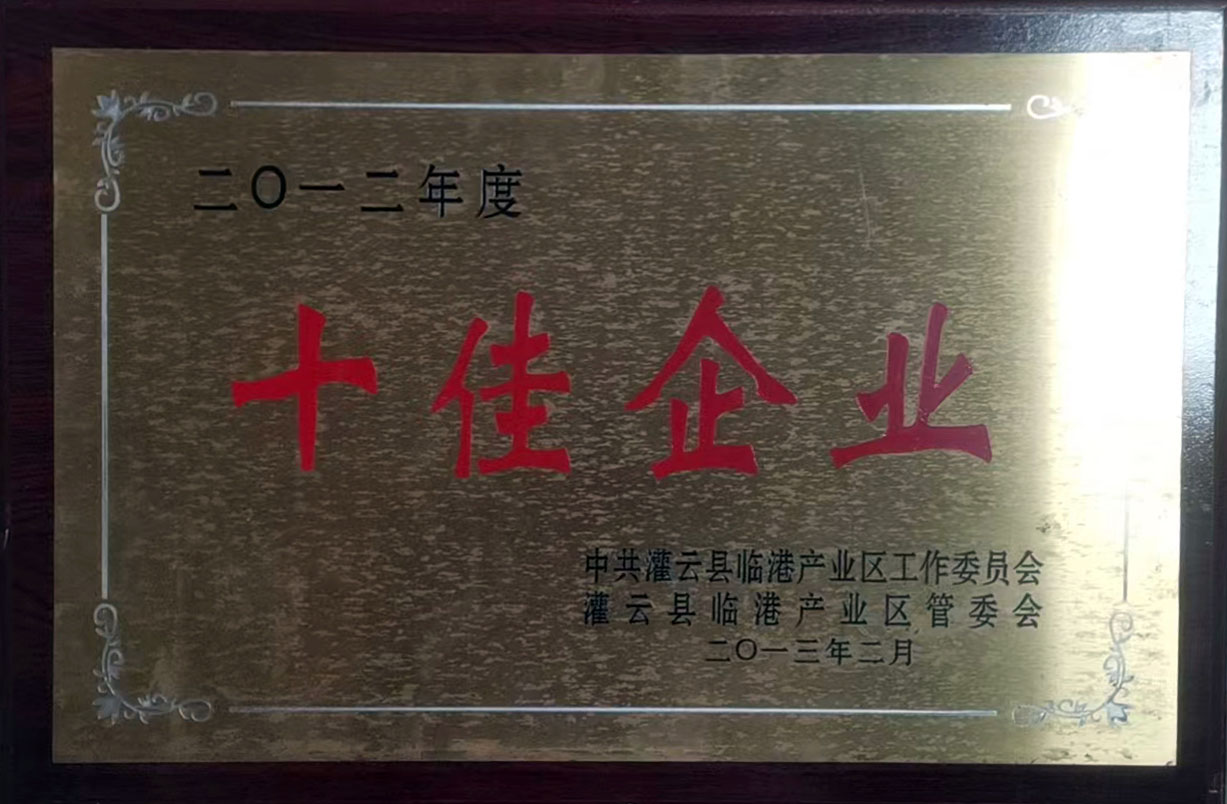 二〇一二年度
十佳企业
中共灌云县临港产业区工作委员会
灌云县临港产业区管委会
二〇一三年二月